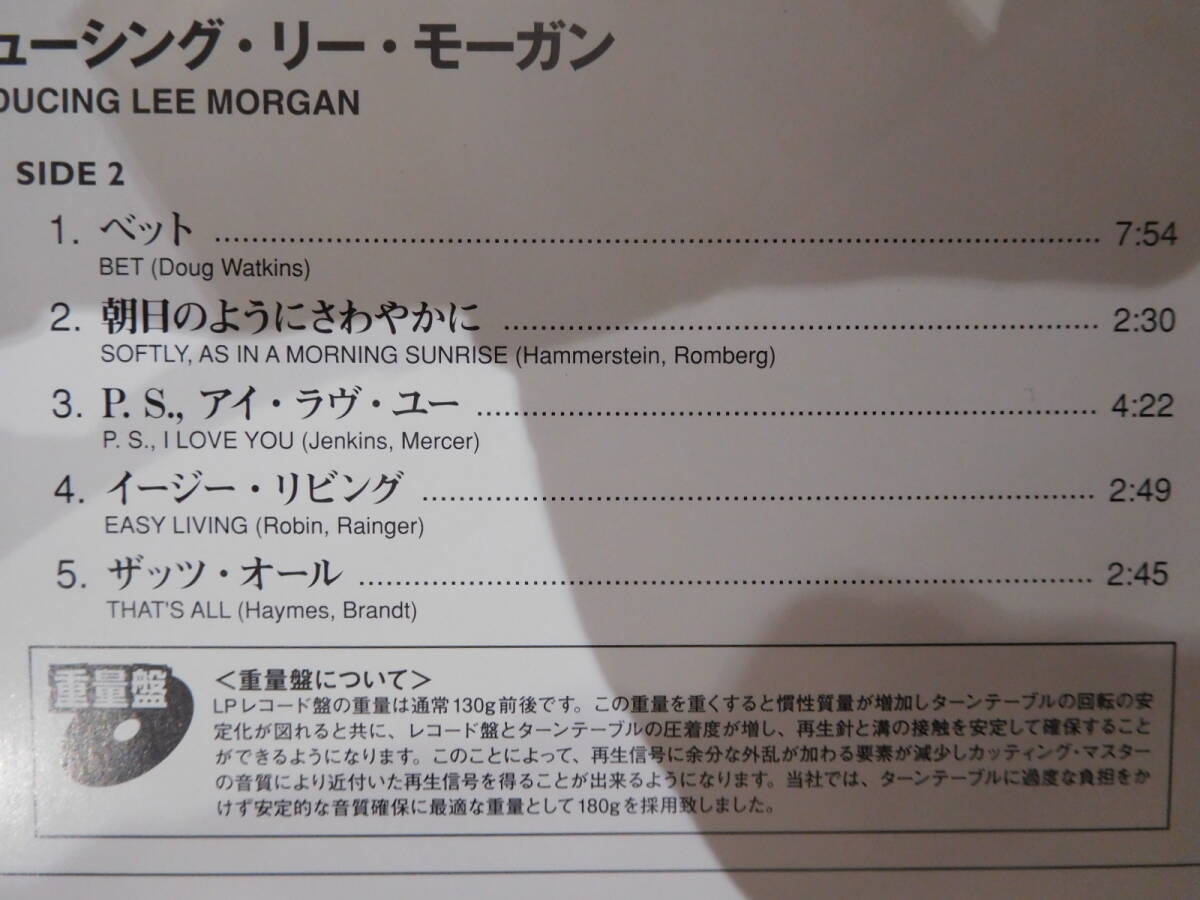 ューシング・リー・モーガン
DUCING LEE MORGAN
SIDE 2
1. ベット 7:54
BET (Doug Watkins)
2. 朝日のようにさわやかに 2:30
SOFTLY, AS IN A MORNING SUNRISE (Hammerstein, Romberg)
3. P. S., アイ・ラヴ・ユー 4:22
P. S., I LOVE YOU (Jenkins, Mercer)
4. イージー・リビング 2:49
EASY LIVING (Robin, Rainger)
5. ザッツ・オール 2:45
THAT'S ALL (Haymes, Brandt)
重量盤
＜重量盤について＞
LPレコード盤の重量は通常130g前後です。この重量を重くすると慣性質量が増加しターンテーブルの回転の安
定化が図れると共に、レコード盤とターンテーブルの圧着度が増し、再生針と溝の接触を安定して確保すること
ができるようになります。このことによって、再生信号に余分な外乱が加わる要素が減少しカッティング・マスター
の音質により近付いた再生信号を得ることが出来るようになります。当社では、ターンテーブルに過度な負担をか
けず安定的な音質確保に最適な重量として180gを採用致しました。